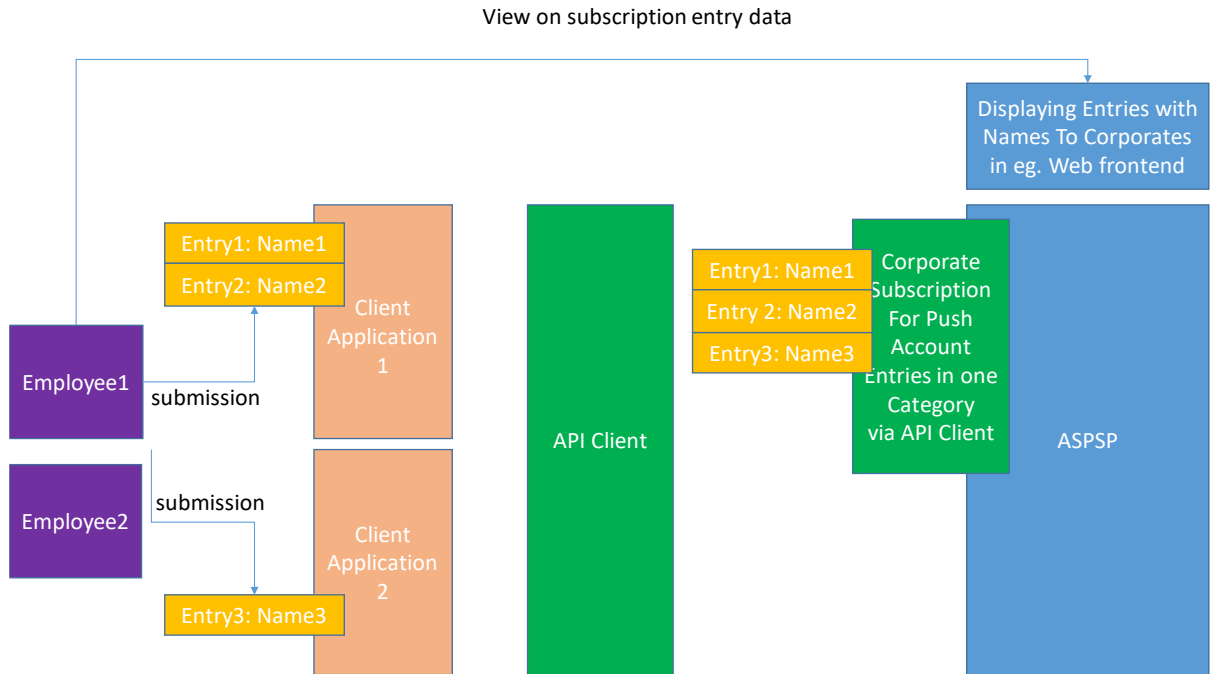 View on subscription entry data
Displaying Entries with
Names To Corporates
in eg. Web frontend
Entry1: Name1
Entry2: Name2
Client
Application
1
Employee1
submission
Employee2
submission
Client
Application
2
Entry3: Name3
API Client
Entry1: Name1
Entry 2: Name2
Entry3: Name3
Corporate
Subscription
For Push
Account
Entries in one
Category
via API Client
ASPSP